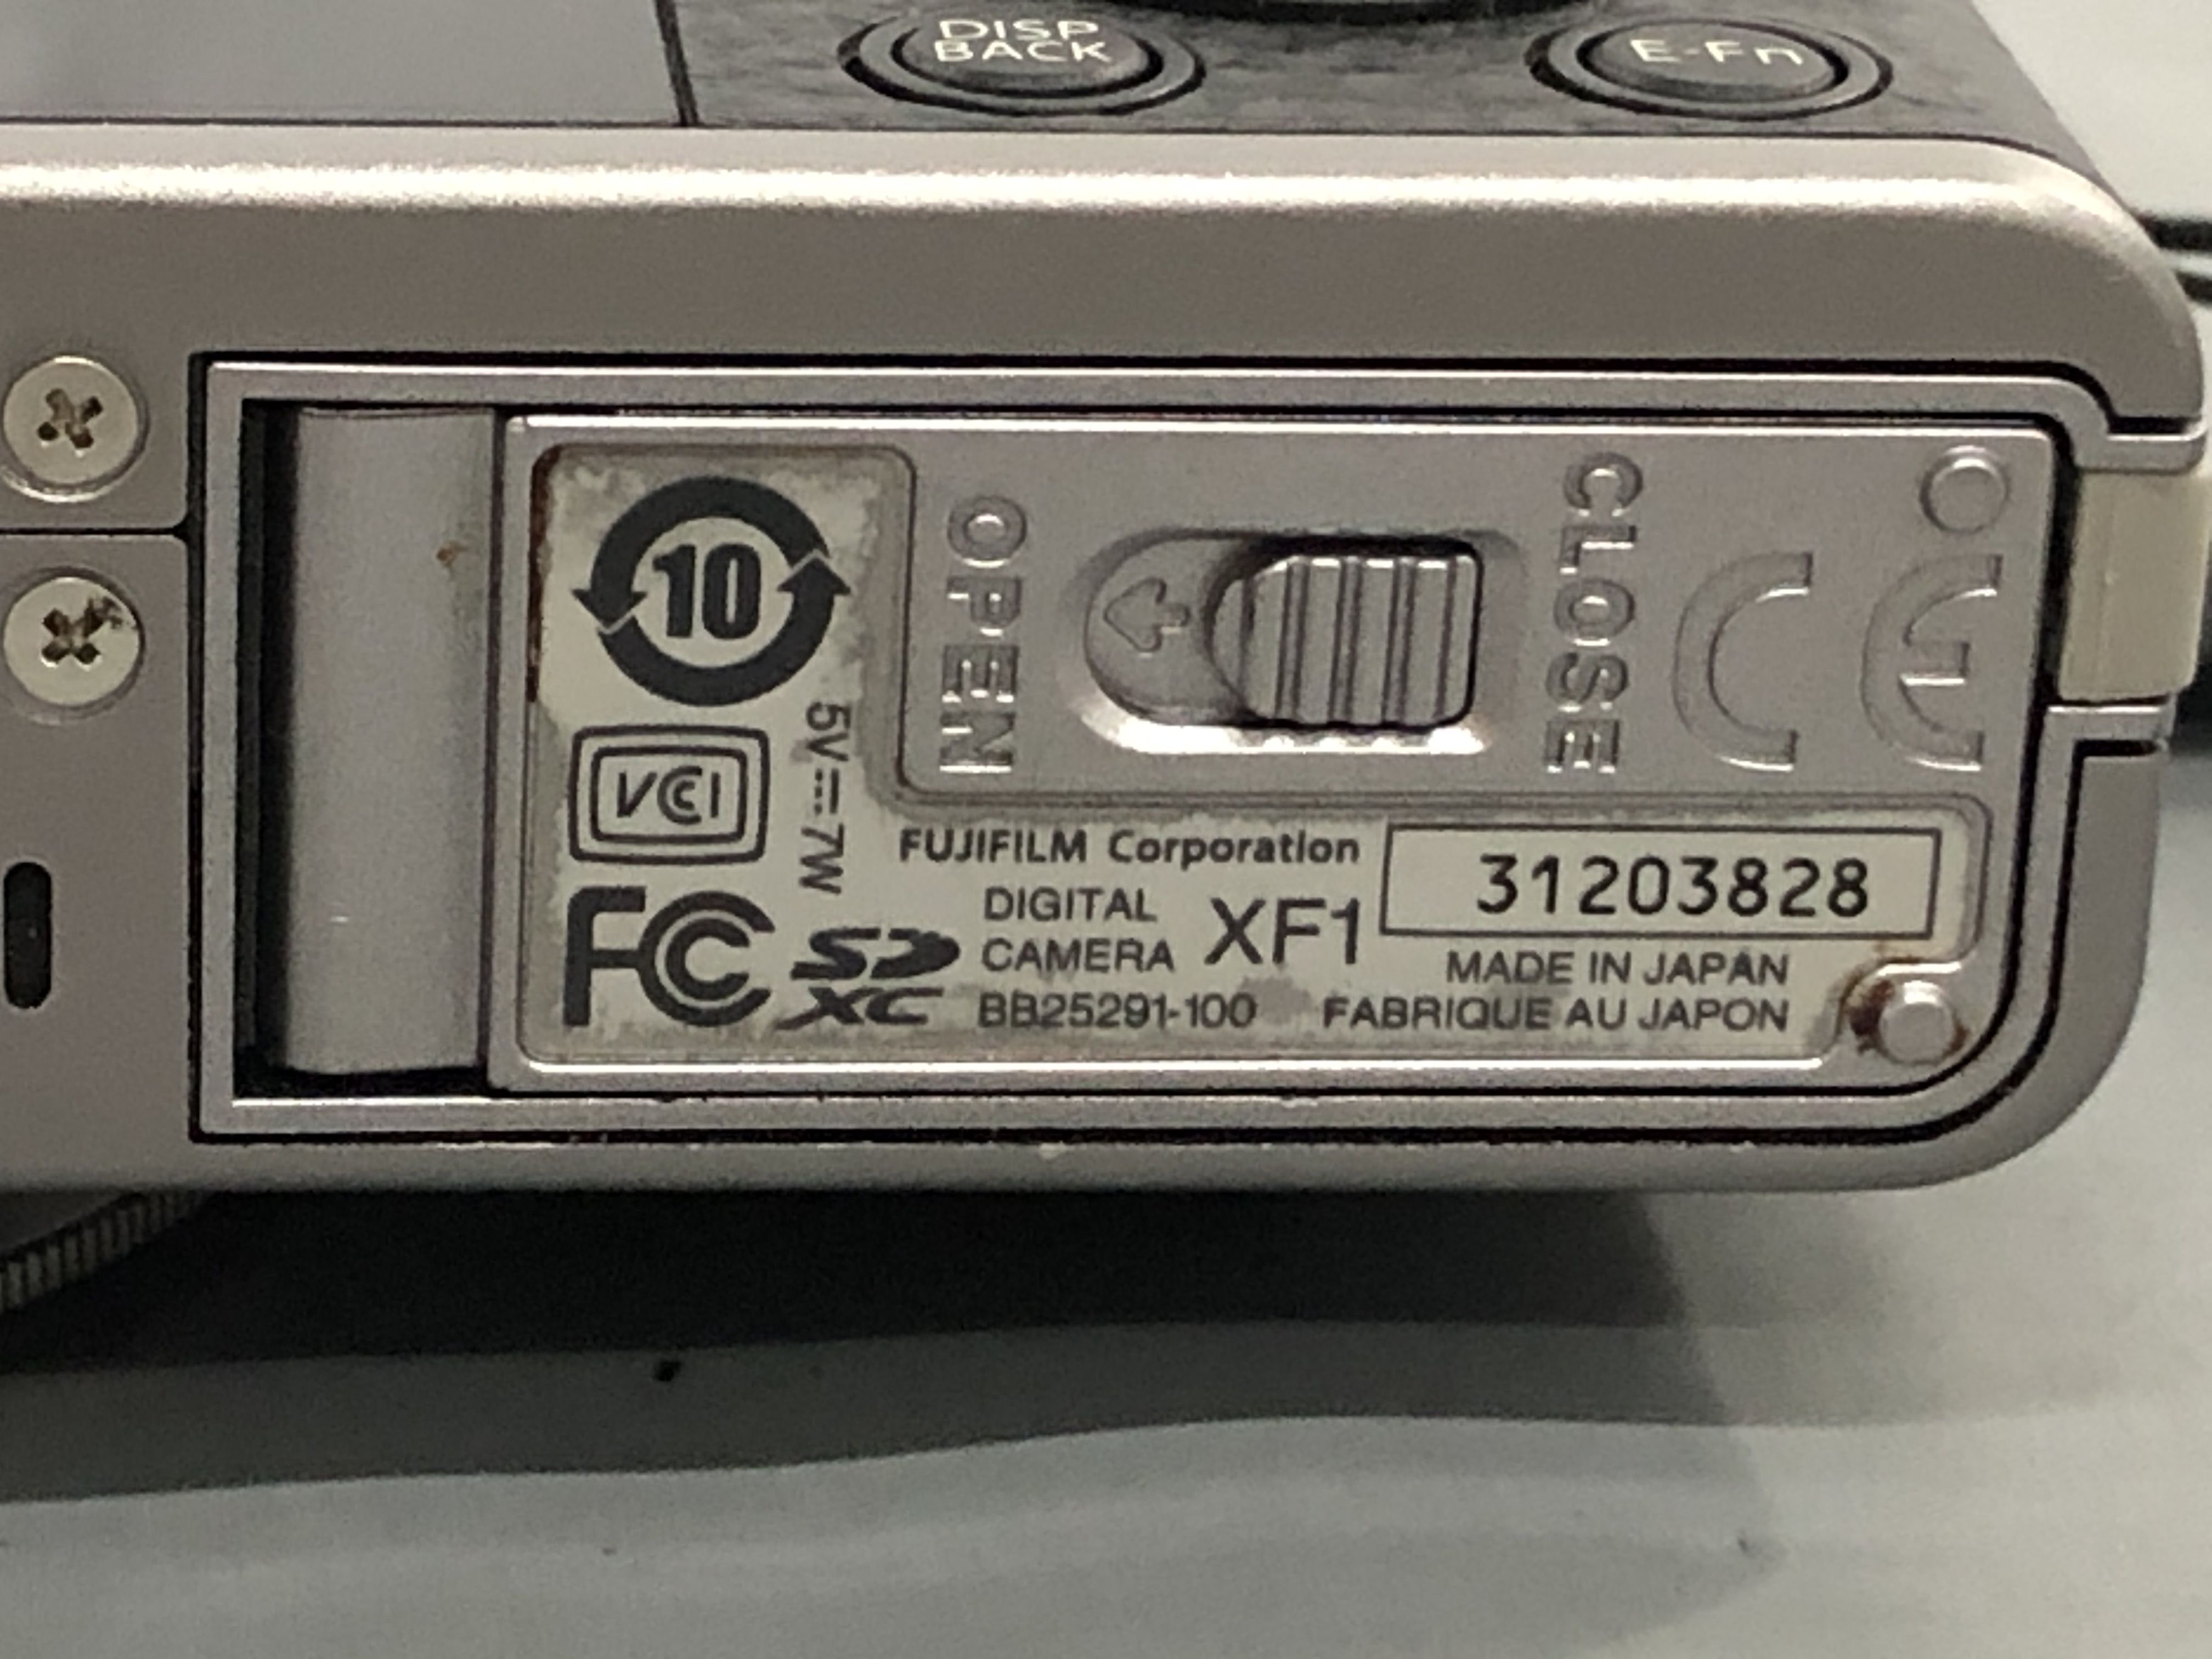 DISP
BACK
E-Fn
10
OPEN
CLOSE
CE
5V⎓7W
VCI
FC
SD
XC
FUJIFILM Corporation
DIGITAL
CAMERA
XF1
31203828
BB25291-100
MADE IN JAPAN
FABRIQUE AU JAPON